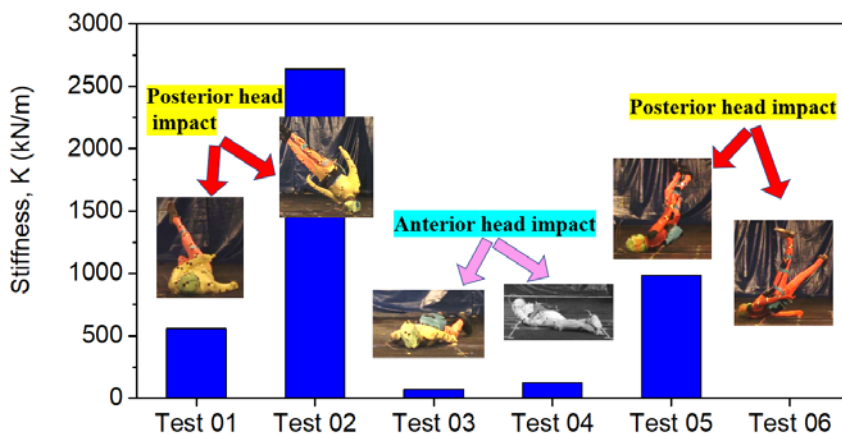 3000
2500
2000
1500
1000
500
0
Stiffness, K (kN/m)
Posterior head
impact
Anterior head impact
Posterior head impact
Test 01 Test 02 Test 03 Test 04 Test 05 Test 06